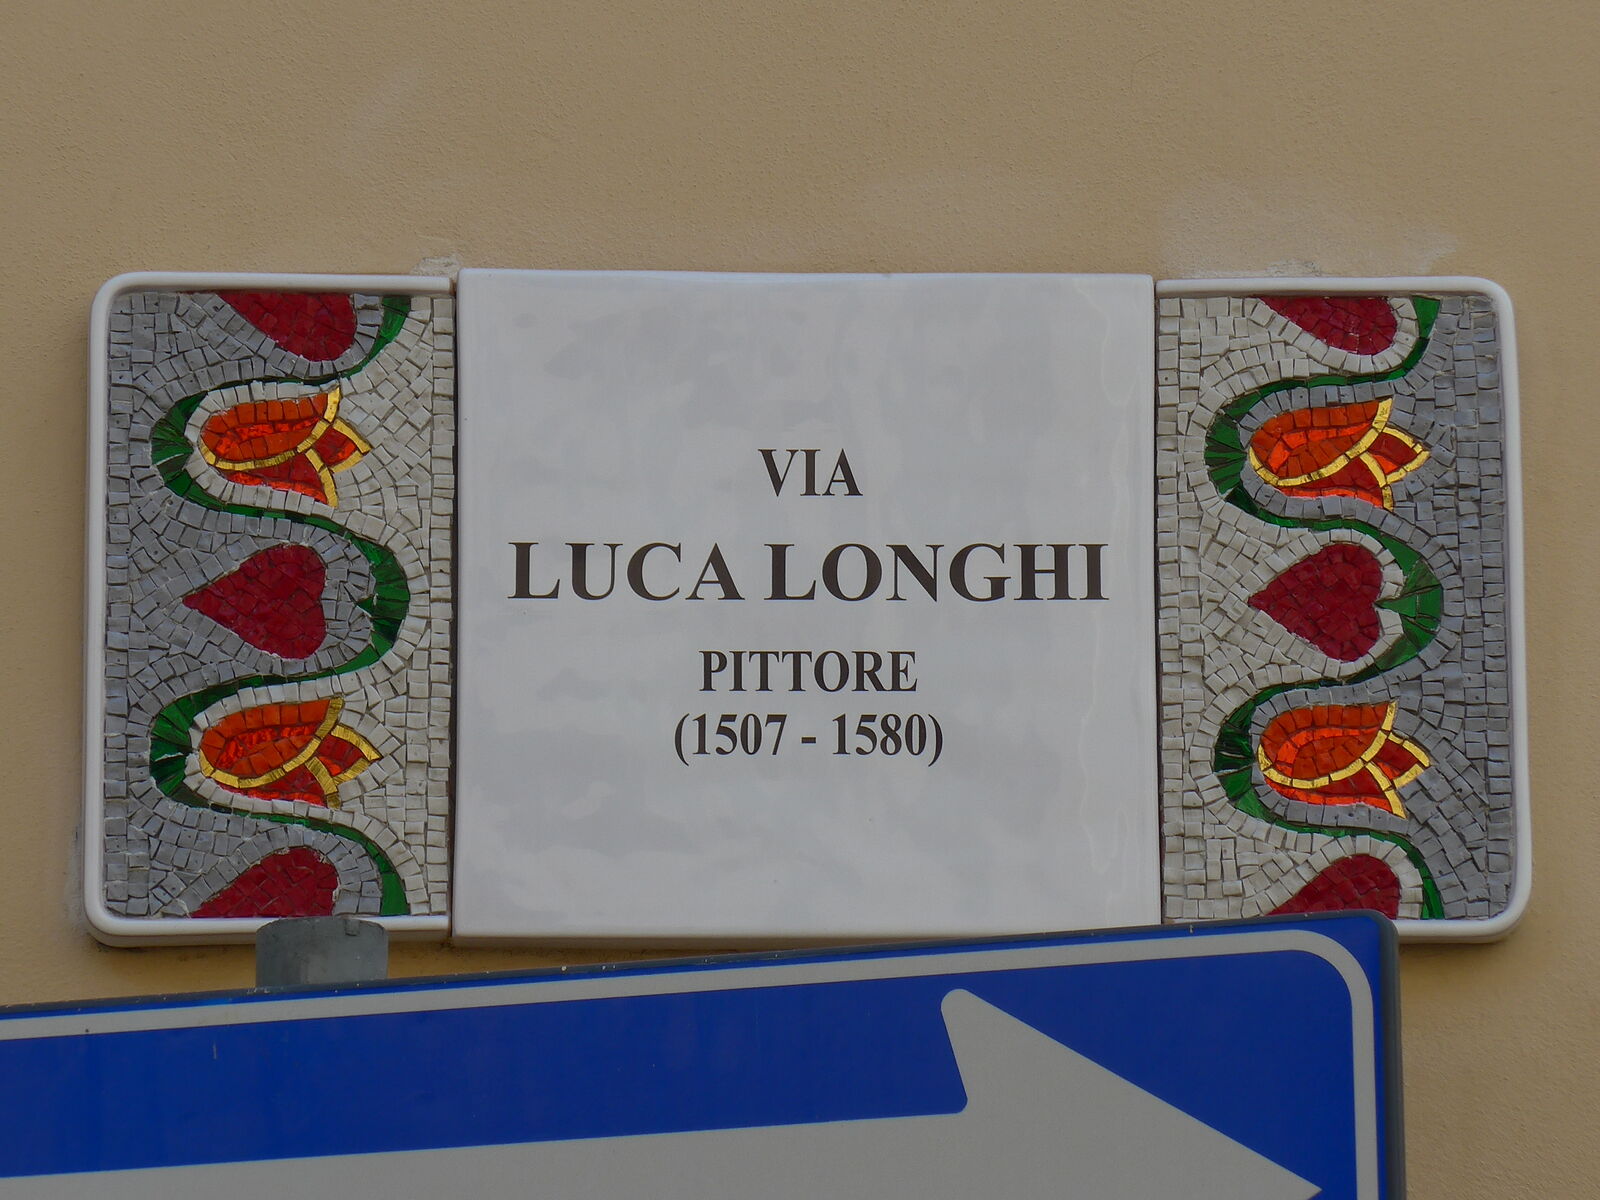 VIA
LUCA LONGHI
PITTORE
(1507 - 1580)